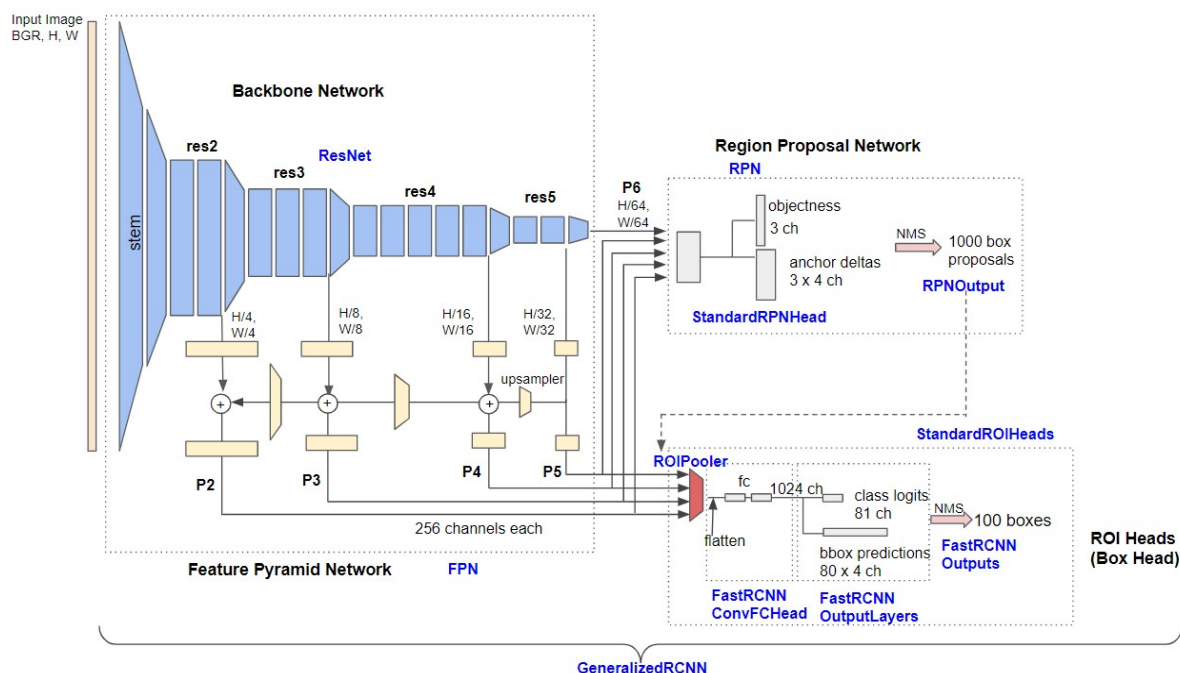 Input Image
BGR, H, W
Backbone Network
res2
res3
ResNet
res4
res5
stem
P6
H/64,
W/64
Region Proposal Network
RPN
objectness
3 ch
anchor deltas
3 x 4 ch
StandardRPNHead
NMS
1000 box
proposals
RPNOutput
H/4,
W/4
H/8,
W/8
H/16,
W/16
H/32,
W/32
upsampler
+
+
+
P2
P3
P4
P5
256 channels each
Feature Pyramid Network
FPN
StandardROIHeads
ROIPooler
fc
1024 ch
flatten
class logits
81 ch
bbox predictions
80 x 4 ch
NMS
100 boxes
FastRCNN
Outputs
FastRCNN
ConvFCHead
FastRCNN
OutputLayers
ROI Heads
(Box Head)
GeneralizedRCNN